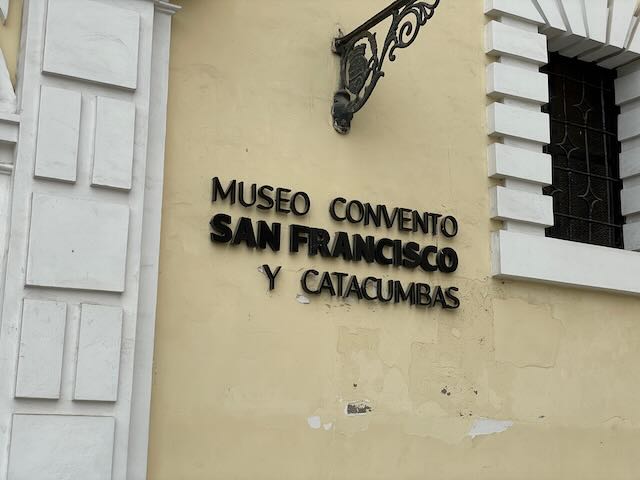 MUSEO CONVENTO
SAN FRANCISCO
Y CATACUMBAS